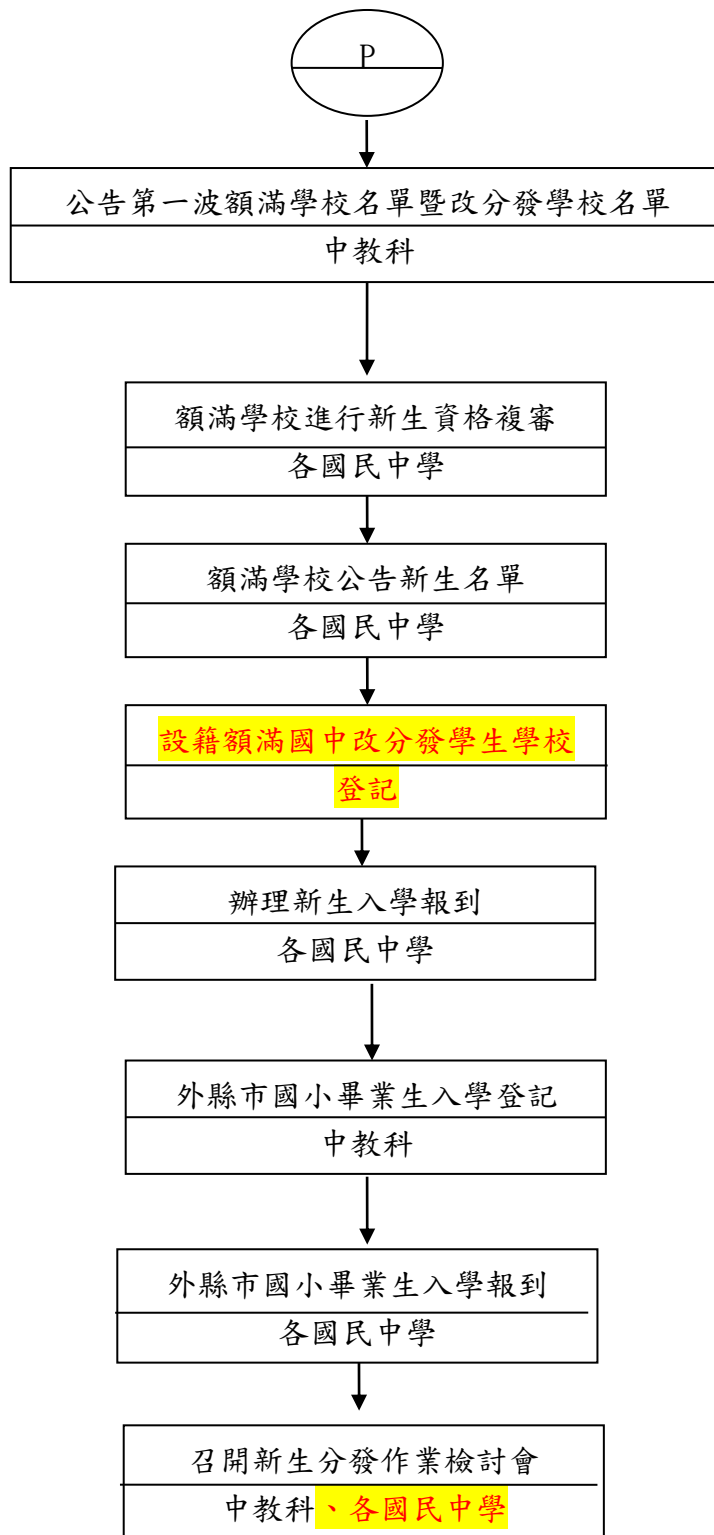 P
公告第一波額滿學校名單暨改分發學校名單
中教科
額滿學校進行新生資格複審
各國民中學
額滿學校公告新生名單
各國民中學
設籍額滿國中改分發學生學校
登記
辦理新生入學報到
各國民中學
外縣市國小畢業生入學登記
中教科
外縣市國小畢業生入學報到
各國民中學
召開新生分發作業檢討會
中教科、各國民中學